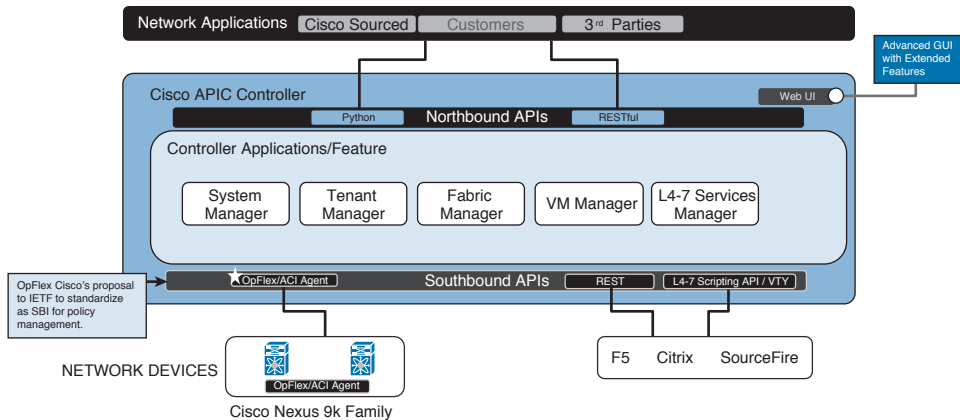 Network Applications
Cisco Sourced
Customers
3rd Parties
Advanced GUI
with Extended
Features
Cisco APIC Controller
Web UI
Python
Northbound APIs
RESTful
Controller Applications/Feature
System
Manager
Tenant
Manager
Fabric
Manager
VM Manager
L4-7 Services
Manager
OpFlex Cisco's proposal
to IETF to standardize
as SBI for policy
management.
OpFlex/ACI Agent
Southbound APIs
REST
L4-7 Scripting API / VTY
NETWORK DEVICES
OpFlex/ACI Agent
F5
Citrix
SourceFire
Cisco Nexus 9k Family